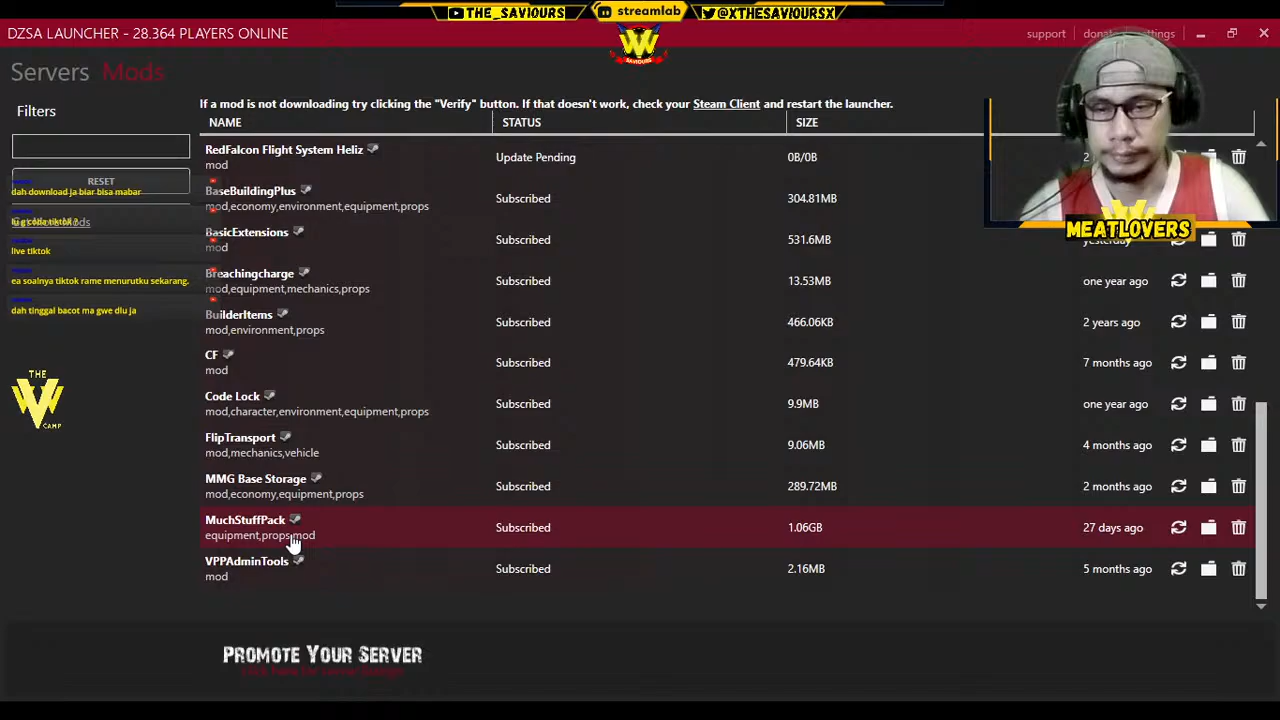 THE_SAVIOURS
streamlab
@XTHESAVIOURSX
DZSA LAUNCHER - 28.364 PLAYERS ONLINE
support
SAVIOURS
Servers
Mods
If a mod is not downloading try clicking the "Verify" button. If that doesn't work, check your Steam Client and restart the launcher.
Filters
NAME
STATUS
SIZE
RESET
RedFalcon Flight System Heliz
mod
Update Pending
0B/0B
BaseBuildingPlus
mod,economy,environment,equipment,props
Subscribed
304.81MB
BasicExtensions
mod
Subscribed
531.6MB
yesterday
Breachingcharge
mod,equipment,mechanics,props
Subscribed
13.53MB
one year ago
BuilderItems
mod,environment,props
Subscribed
466.06KB
2 years ago
CF
mod
Subscribed
479.64KB
7 months ago
Code Lock
mod,character,environment,equipment,props
Subscribed
9.9MB
one year ago
FlipTransport
mod,mechanics,vehicle
Subscribed
9.06MB
4 months ago
MMG Base Storage
mod,economy,equipment,props
Subscribed
289.72MB
2 months ago
MuchStuffPack
equipment,props,mod
Subscribed
1.06GB
27 days ago
VPPAdminTools
mod
Subscribed
2.16MB
5 months ago
dah download ja biar bisa mabar
live tiktok
ea soalnya tiktok rame menurutku sekarang.
dah tinggal bacot ma gwe dlu ja
THE
CAMP
MEATLOVERS
PROMOTE YOUR SERVER